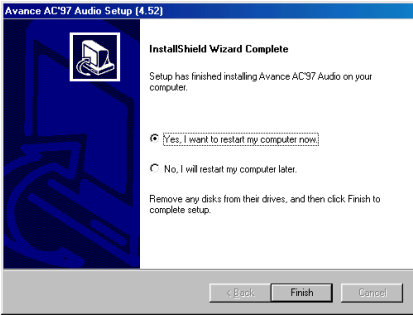 Avance AC'97 Audio Setup (4.52)
InstallShield Wizard Complete
Setup has finished installing Avance AC'97 Audio on your
computer.
Yes, I want to restart my computer now.
No, I will restart my computer later.
Remove any disks from their drives, and then click Finish to
complete setup.
< Back Finish Cancel